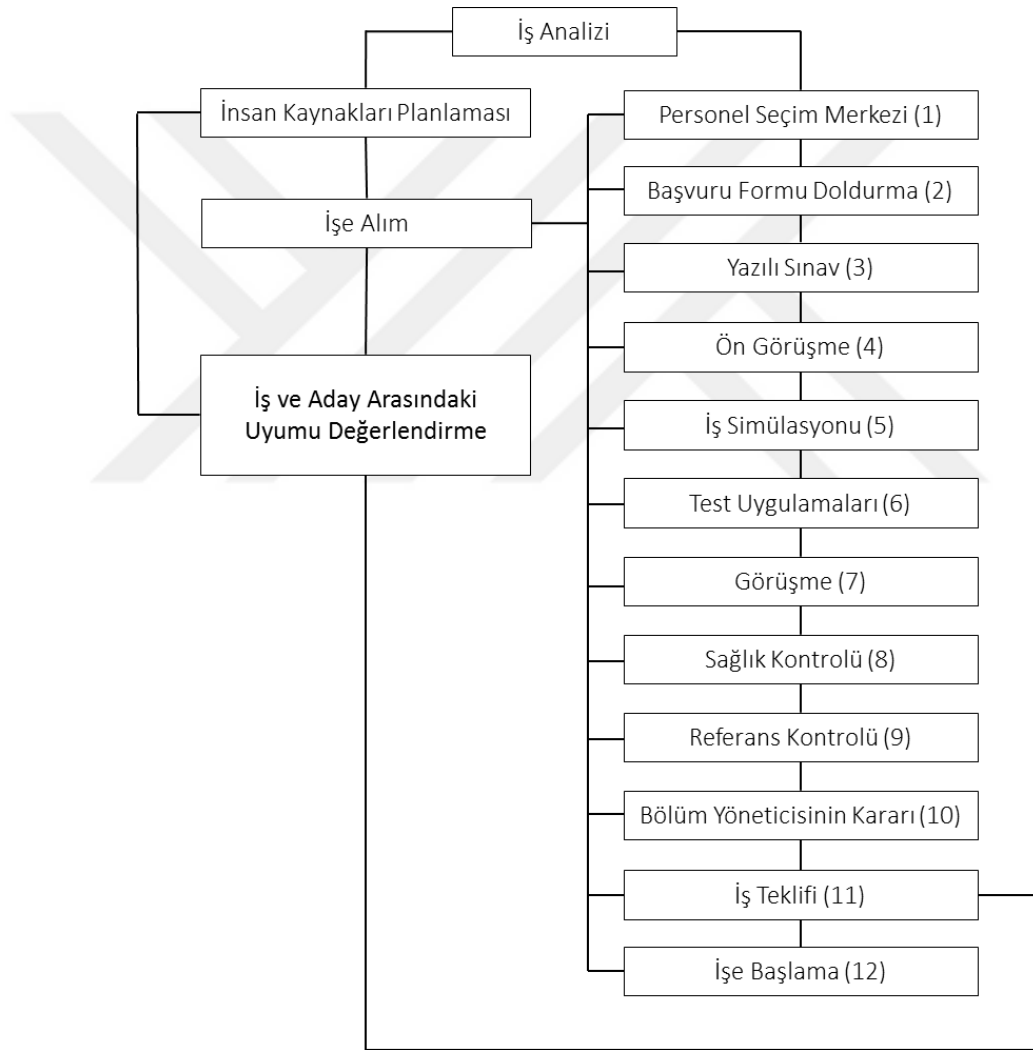 İş Analizi
İnsan Kaynakları Planlaması
İşe Alım
İş ve Aday Arasındaki
Uyumu Değerlendirme
Personel Seçim Merkezi (1)
Başvuru Formu Doldurma (2)
Yazılı Sınav (3)
Ön Görüşme (4)
İş Simülasyonu (5)
Test Uygulamaları (6)
Görüşme (7)
Sağlık Kontrolü (8)
Referans Kontrolü (9)
Bölüm Yöneticisinin Kararı (10)
İş Teklifi (11)
İşe Başlama (12)